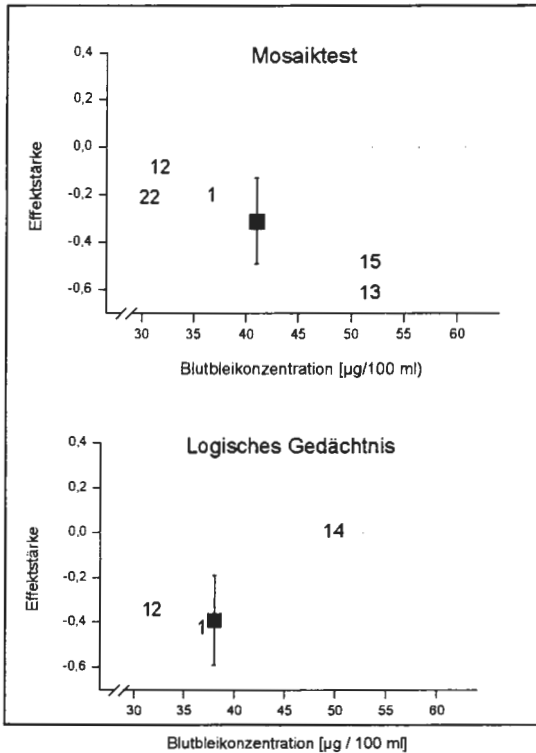 Mosaiktest
Effektstärke
0,4
0,2
0,0
-0,2
-0,4
-0,6
12
22
1
15
13
30 35 40 45 50 55 60
Blutbleikonzentration [µg/100 ml)
Logisches Gedächtnis
Effektstärke
0,4
0,2
0,0
-0,2
-0,4
-0,6
14
12
1
30 35 40 45 50 55 60
Blutbleikonzentration [µg / 100 ml]